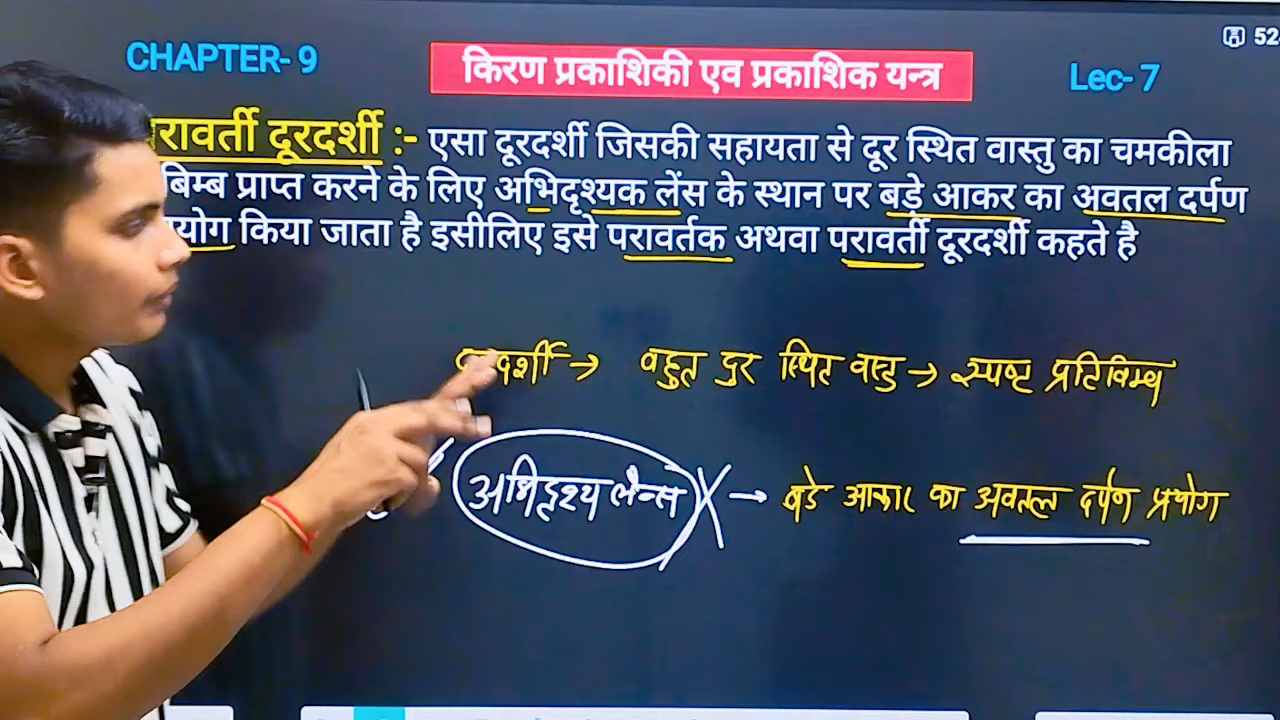 CHAPTER- 9
किरण प्रकाशिकी एव प्रकाशिक यन्त्र
Lec- 7
52
रावर्ती दूरदर्शी :- एसा दूरदर्शी जिसकी सहायता से दूर स्थित वास्तु का चमकीला
बिम्ब प्राप्त करने के लिए अभिदृश्यक लेंस के स्थान पर बड़े आकर का अवतल दर्पण
योग किया जाता है इसीलिए इसे परावर्तक अथवा परावर्ती दूरदर्शी कहते है
दर्शी → बहुत दुर स्थित वस्तु → स्पष्ट प्रतिविम्ब
अभिदृश्य लेन्स X → बडे आकार का अवतल दर्पण प्रयोग